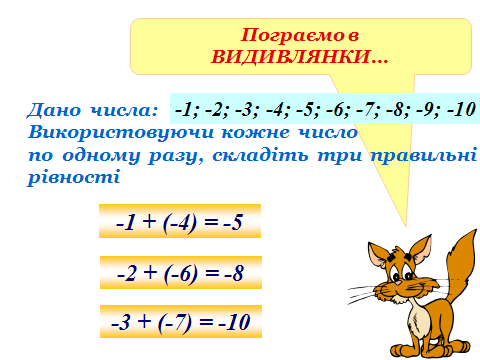 Пограємо в
ВИДИВЛЯНКИ...
Дано числа: -1; -2; -3; -4; -5; -6; -7; -8; -9; -10
Використовуючи кожне число
по одному разу, складіть три правильні
рівності
-1 + (-4) = -5
-2 + (-6) = -8
-3 + (-7) = -10